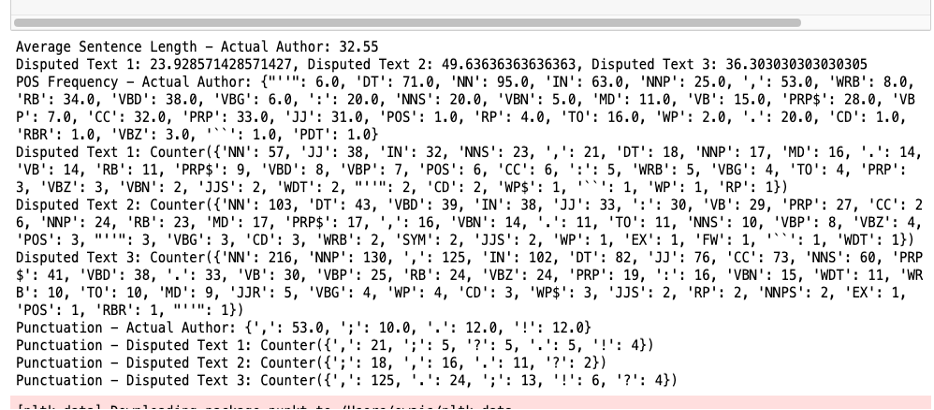 Average Sentence Length – Actual Author: 32.55
Disputed Text 1: 23.928571428571427, Disputed Text 2: 49.63636363636363, Disputed Text 3: 36.303030303030305
POS Frequency – Actual Author: {"''": 6.0, 'DT': 71.0, 'NN': 95.0, 'IN': 63.0, 'NNP': 25.0, ',': 53.0, 'WRB': 8.0,
'RB': 34.0, 'VBD': 38.0, 'VBG': 6.0, ':': 20.0, 'NNS': 20.0, 'VBN': 5.0, 'MD': 11.0, 'VB': 15.0, 'PRP$': 28.0, 'VB
P': 7.0, 'CC': 32.0, 'PRP': 33.0, 'JJ': 31.0, 'POS': 1.0, 'RP': 4.0, 'TO': 16.0, 'WP': 2.0, '.': 20.0, 'CD': 1.0,
'RBR': 1.0, 'VBZ': 3.0, '``': 1.0, 'PDT': 1.0}
Disputed Text 1: Counter({'NN': 57, 'JJ': 38, 'IN': 32, 'NNS': 23, ',': 21, 'DT': 18, 'NNP': 17, 'MD': 16, '.': 14,
'VB': 14, 'RB': 11, 'PRP$': 9, 'VBD': 8, 'VBP': 7, 'POS': 6, 'CC': 6, ':': 5, 'WRB': 5, 'VBG': 4, 'TO': 4, 'PRP':
3, 'VBZ': 3, 'VBN': 2, 'JJS': 2, 'WDT': 2, "''": 2, 'CD': 2, 'WP$': 1, '``': 1, 'WP': 1, 'RP': 1})
Disputed Text 2: Counter({'NN': 103, 'DT': 43, 'VBD': 39, 'IN': 38, 'JJ': 33, ':': 30, 'VB': 29, 'PRP': 27, 'CC': 2
6, 'NNP': 24, 'RB': 23, 'MD': 17, 'PRP$': 17, ',': 16, 'VBN': 14, '.': 11, 'TO': 11, 'NNS': 10, 'VBP': 8, 'VBZ': 4,
'POS': 3, "''": 3, 'VBG': 3, 'CD': 3, 'WRB': 2, 'SYM': 2, 'JJS': 2, 'WP': 1, 'EX': 1, 'FW': 1, '``': 1, 'WDT': 1})
Disputed Text 3: Counter({'NN': 216, 'NNP': 130, ',': 125, 'IN': 102, 'DT': 82, 'JJ': 76, 'CC': 73, 'NNS': 60, 'PRP
$': 41, 'VBD': 38, '.': 33, 'VB': 30, 'VBP': 25, 'RB': 24, 'VBZ': 24, 'PRP': 19, ':': 16, 'VBN': 15, 'WDT': 11, 'WR
B': 10, 'TO': 10, 'MD': 9, 'JJR': 5, 'VBG': 4, 'WP': 4, 'CD': 3, 'WP$': 3, 'JJS': 2, 'RP': 2, 'NNPS': 2, 'EX': 1,
'POS': 1, 'RBR': 1, "''": 1})
Punctuation – Actual Author: {',': 53.0, ';': 10.0, '.': 12.0, '!': 12.0}
Punctuation – Disputed Text 1: Counter({',': 21, ';': 5, '?': 5, '.': 5, '!': 4})
Punctuation – Disputed Text 2: Counter({';': 18, ',': 16, '.': 11, '?': 2})
Punctuation – Disputed Text 3: Counter({',': 125, '.': 24, ';': 13, '!': 6, '?': 4})